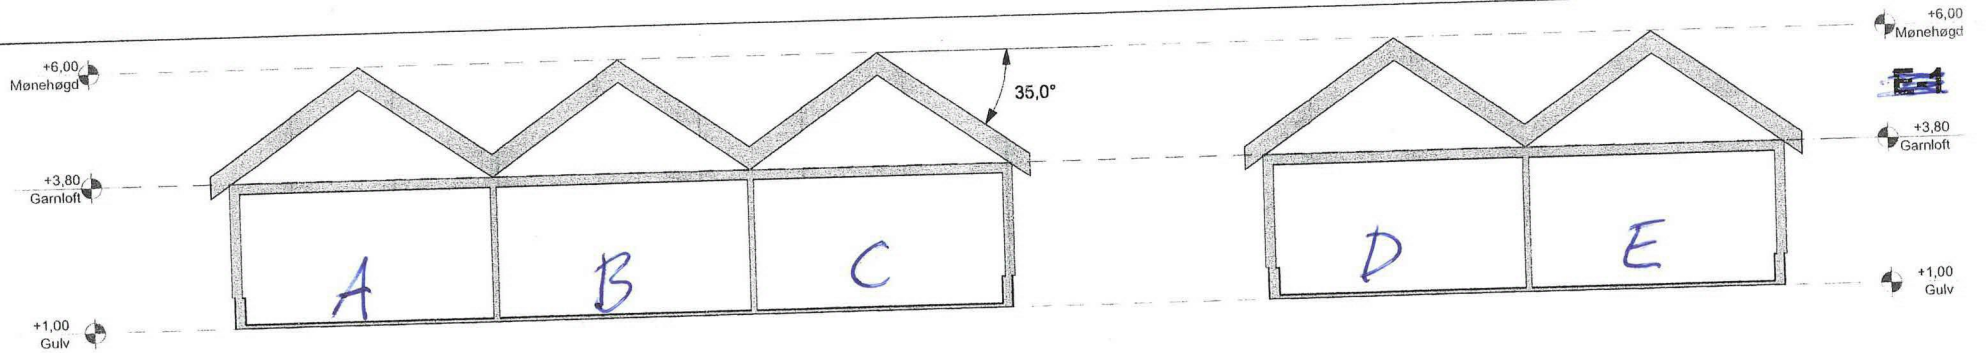 +6,00
Mønehøgd
+3,80
Garnloft
+1,00
Gulv
35,0°
A
B
C
D
E
+6,00
Mønehøgd
+3,80
Garnloft
+1,00
Gulv